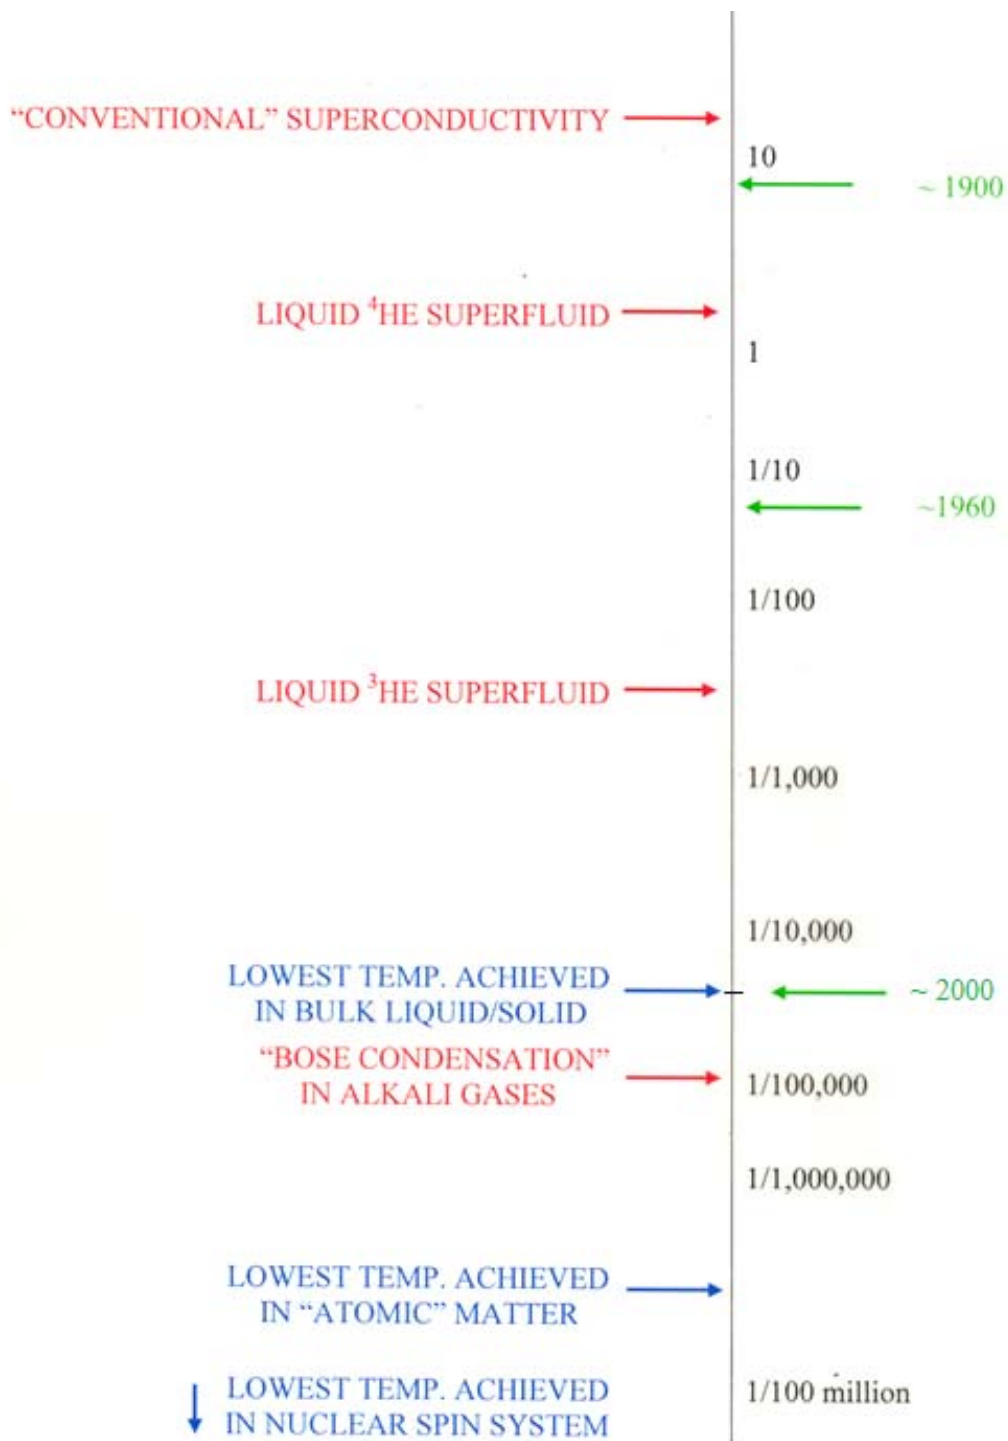 “CONVENTIONAL” SUPERCONDUCTIVITY
10
~ 1900
LIQUID ⁴HE SUPERFLUID
1
1/10
~1960
1/100
LIQUID ³HE SUPERFLUID
1/1,000
1/10,000
LOWEST TEMP. ACHIEVED
IN BULK LIQUID/SOLID
~ 2000
“BOSE CONDENSATION”
IN ALKALI GASES
1/100,000
1/1,000,000
LOWEST TEMP. ACHIEVED
IN “ATOMIC” MATTER
LOWEST TEMP. ACHIEVED
IN NUCLEAR SPIN SYSTEM
1/100 million